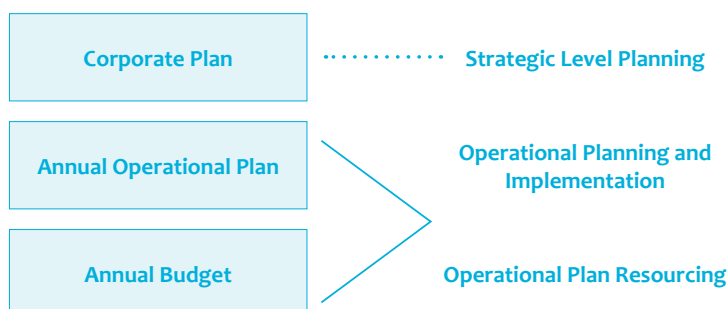 Corporate Plan
Strategic Level Planning
Annual Operational Plan
Operational Planning and
Implementation
Annual Budget
Operational Plan Resourcing